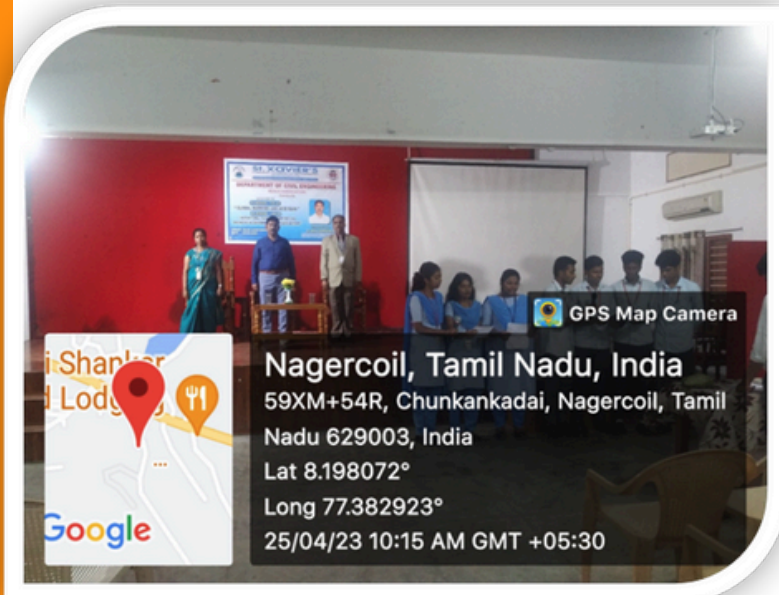 ST. XAVIER'S
DEPARTMENT OF CIVIL ENGINEERING
GPS Map Camera
i Shankar
d Lodg
Nagercoil, Tamil Nadu, India
59XM+54R, Chunkankadai, Nagercoil, Tamil
Nadu 629003, India
Lat 8.198072°
Long 77.382923°
25/04/23 10:15 AM GMT +05:30
Google